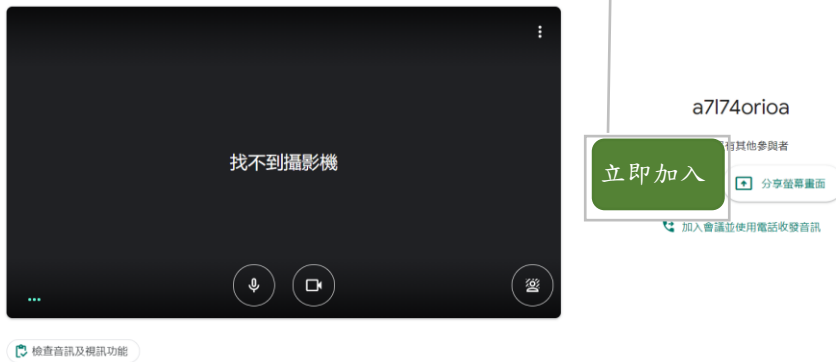 找不到攝影機
檢查音訊及視訊功能
a7l74orioa
有其他參與者
立即加入
分享螢幕畫面
加入會議並使用電話收發音訊